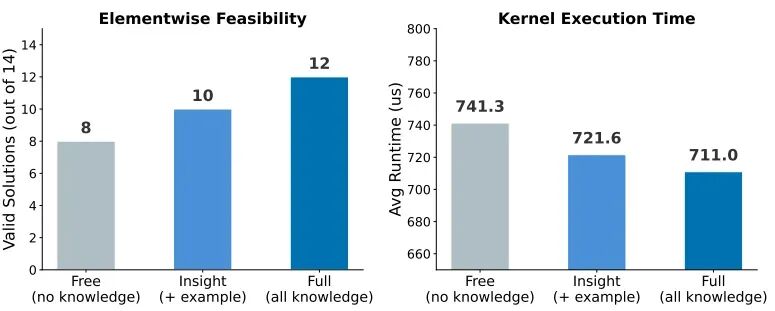 Elementwise Feasibility
Valid Solutions (out of 14)
14
12
10
8
6
4
2
0
8
10
12
Free
(no knowledge)
Insight
(+ example)
Full
(all knowledge)
Kernel Execution Time
Avg Runtime (us)
800
780
760
740
720
700
680
660
741.3
721.6
711.0
Free
(no knowledge)
Insight
(+ example)
Full
(all knowledge)